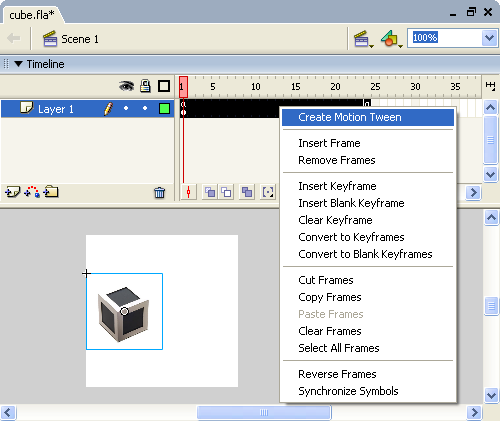 cube.fla*
Scene 1
100%
Timeline
1 5 10 15 20 25 30 35
Layer 1
a
a
Create Motion Tween
Insert Frame
Remove Frames
Insert Keyframe
Insert Blank Keyframe
Clear Keyframe
Convert to Keyframes
Convert to Blank Keyframes
Cut Frames
Copy Frames
Paste Frames
Clear Frames
Select All Frames
Reverse Frames
Synchronize Symbols